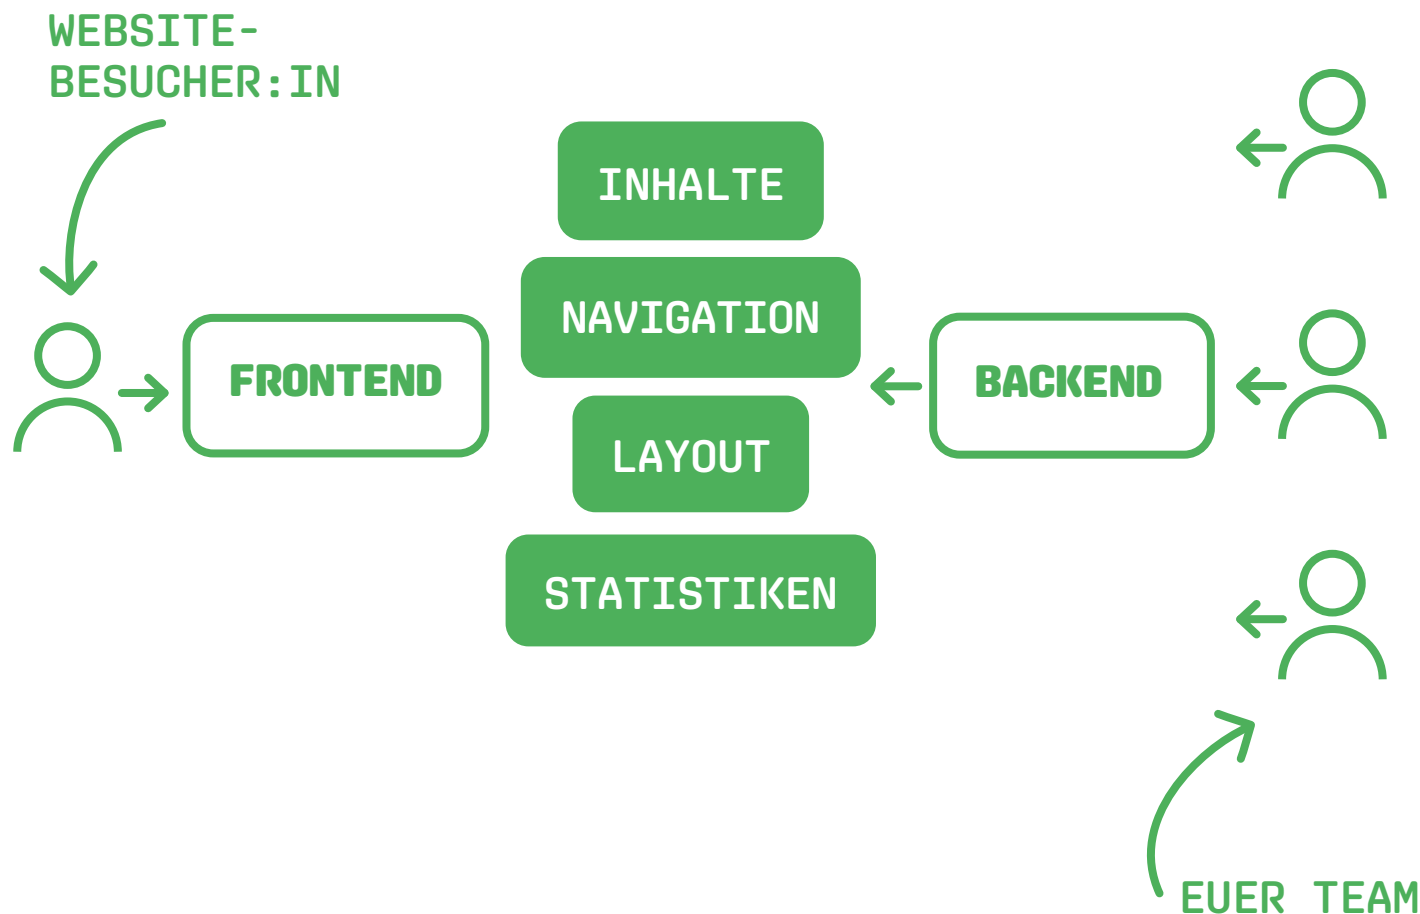 WEBSITE-
BESUCHER:IN
INHALTE
NAVIGATION
FRONTEND
BACKEND
LAYOUT
STATISTIKEN
EUER TEAM